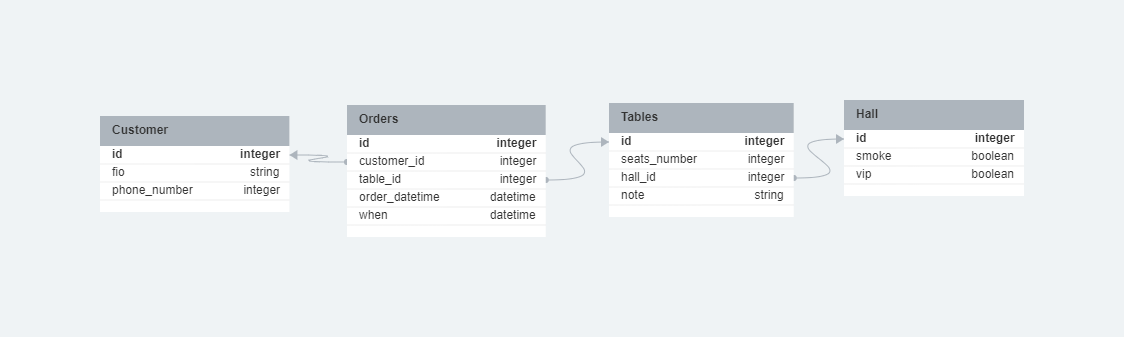 Customer
id integer
fio string
phone_number integer
Orders
id integer
customer_id integer
table_id integer
order_datetime datetime
when datetime
Tables
id integer
seats_number integer
hall_id integer
note string
Hall
id integer
smoke boolean
vip boolean